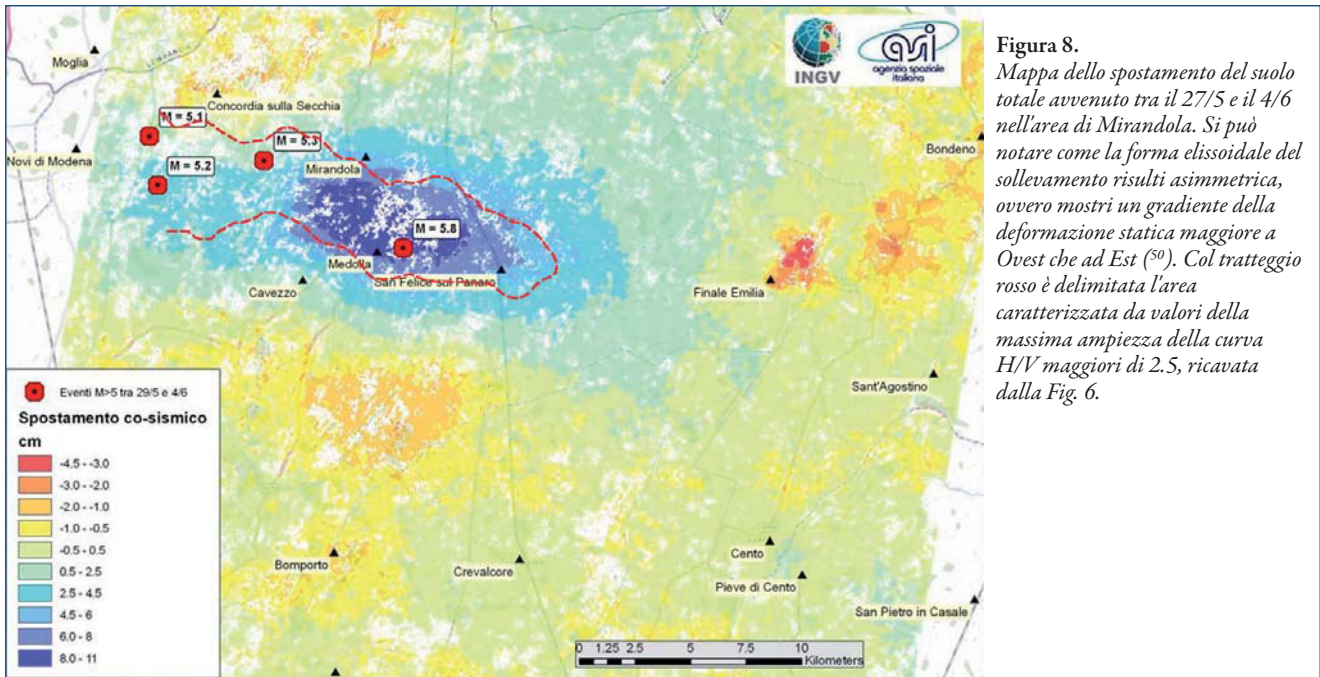 Moglia
Concordia sulla Secchia
M = 5.1
M = 5.3
Novi di Modena
M = 5.2
Mirandola
M = 5.8
Medolla
San Felice sul Panaro
Cavezzo
Finale Emilia
Bondeno
Sant'Agostino
Bomporto
Crevalcore
Cento
Pieve di Cento
San Pietro in Casale
INGV
asi
agenzia spaziale
italiana
Eventi M>5 tra 29/5 e 4/6
Spostamento co-sismico
cm
-4.5 - -3.0
-3.0 - -2.0
-2.0 - -1.0
-1.0 - -0.5
-0.5 - 0.5
0.5 - 2.5
2.5 - 4.5
4.5 - 6
6.0 - 8
8.0 - 11
0 1.25 2.5 5 7.5 10
Kilometers
Figura 8.
Mappa dello spostamento del suolo
totale avvenuto tra il 27/5 e il 4/6
nell'area di Mirandola. Si può
notare come la forma elissoidale del
sollevamento risulti asimmetrica,
ovvero mostri un gradiente della
deformazione statica maggiore a
Ovest che ad Est (50). Col tratteggio
rosso è delimitata l'area
caratterizzata da valori della
massima ampiezza della curva
H/V maggiori di 2.5, ricavata
dalla Fig. 6.